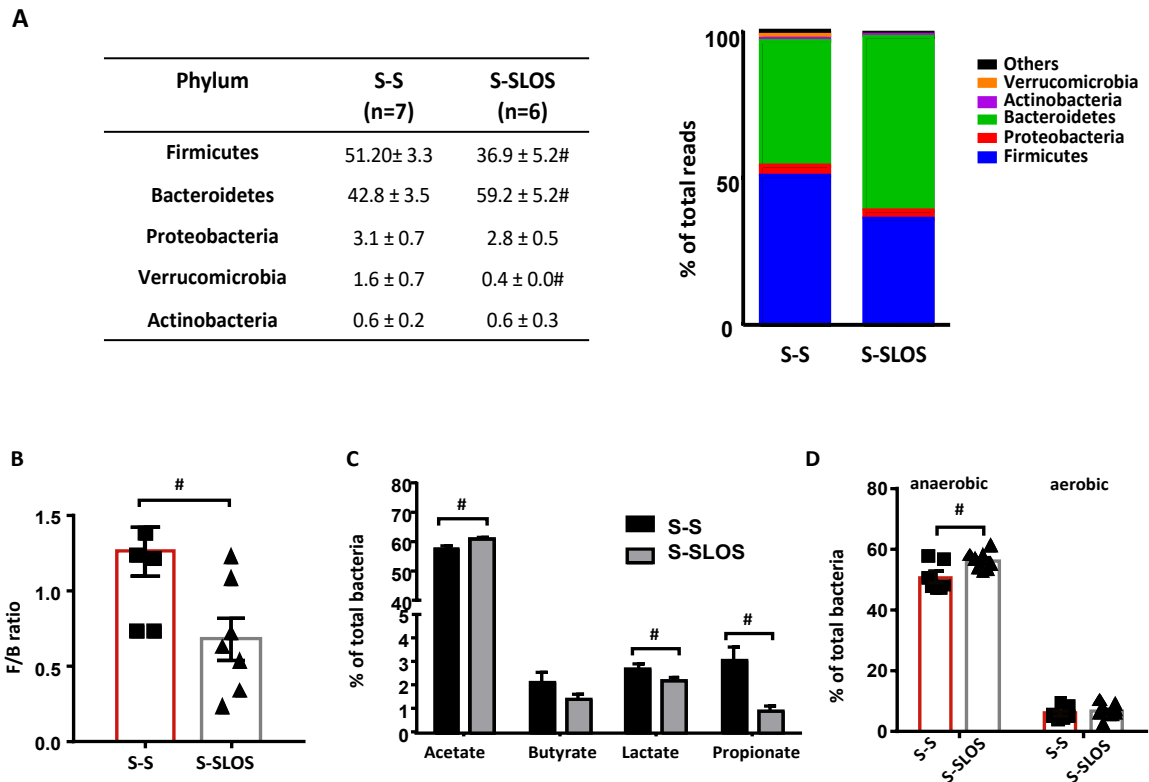 A
Phylum S-S S-SLOS
(n=7) (n=6)
Firmicutes 51.20± 3.3 36.9 ± 5.2#
Bacteroidetes 42.8 ± 3.5 59.2 ± 5.2#
Proteobacteria 3.1 ± 0.7 2.8 ± 0.5
Verrucomicrobia 1.6 ± 0.7 0.4 ± 0.0#
Actinobacteria 0.6 ± 0.2 0.6 ± 0.3
% of total reads
100
50
0
S-S S-SLOS
Others
Verrucomicrobia
Actinobacteria
Bacteroidetes
Proteobacteria
Firmicutes
B
F/B ratio
1.5
1.0
0.5
0.0
#
S-S S-SLOS
C
% of total bacteria
80
70
60
50
40
5
4
3
2
1
0
#
#
#
S-S
S-SLOS
Acetate Butyrate Lactate Propionate
D
% of total bacteria
80
60
40
20
0
anaerobic aerobic
#
S-S S-SLOS S-S S-SLOS